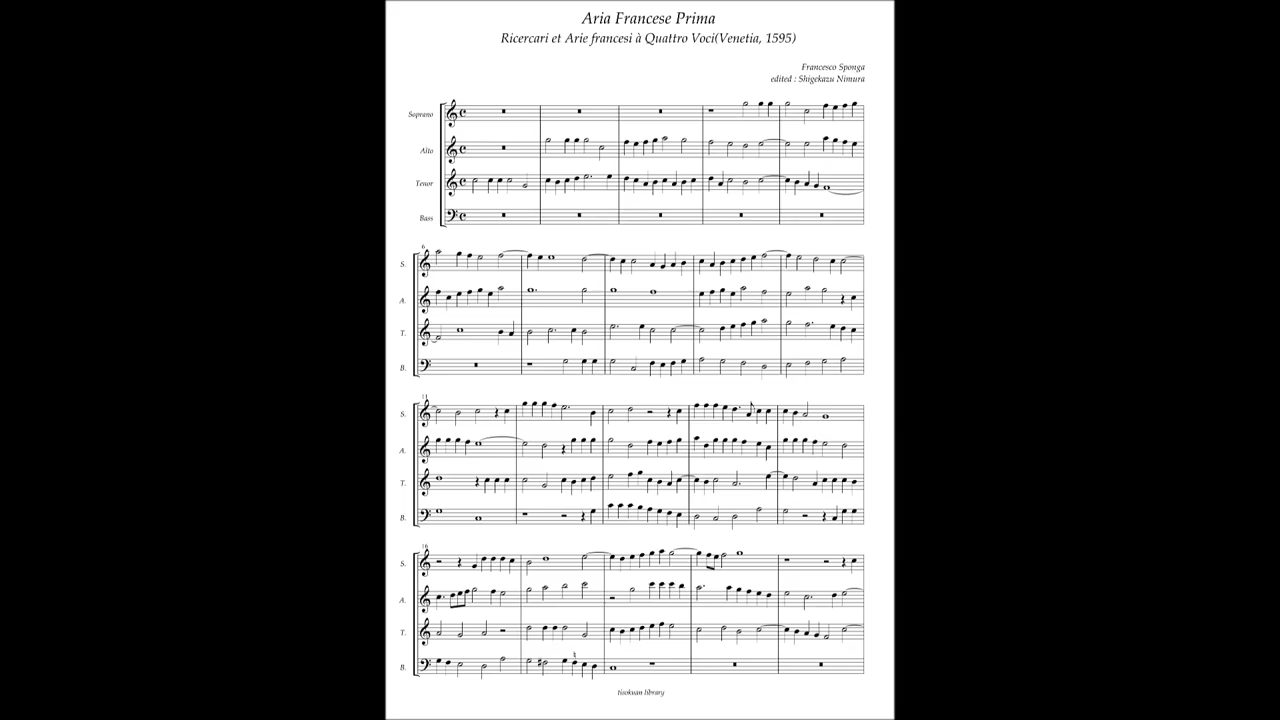 Aria Francese Prima
Ricercari et Arie francesi à Quattro Voci(Venetia, 1595)
Francesco Sponga
edited : Shigekazu Nimura
Soprano
Alto
Tenor
Bass
6
S.
A.
T.
B.
11
S.
A.
T.
B.
16
S.
A.
T.
B.
tiookuan library